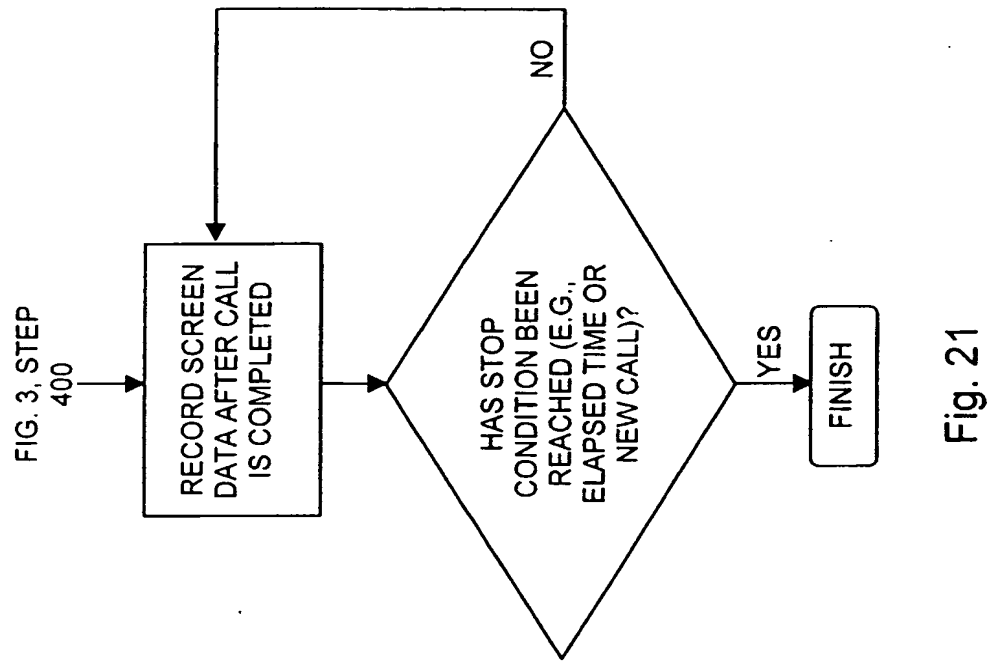 FIG. 3, STEP
400
RECORD SCREEN
DATA AFTER CALL
IS COMPLETED
HAS STOP
CONDITION BEEN
REACHED (E.G.,
ELAPSED TIME OR
NEW CALL)?
NO
YES
FINISH
Fig. 21